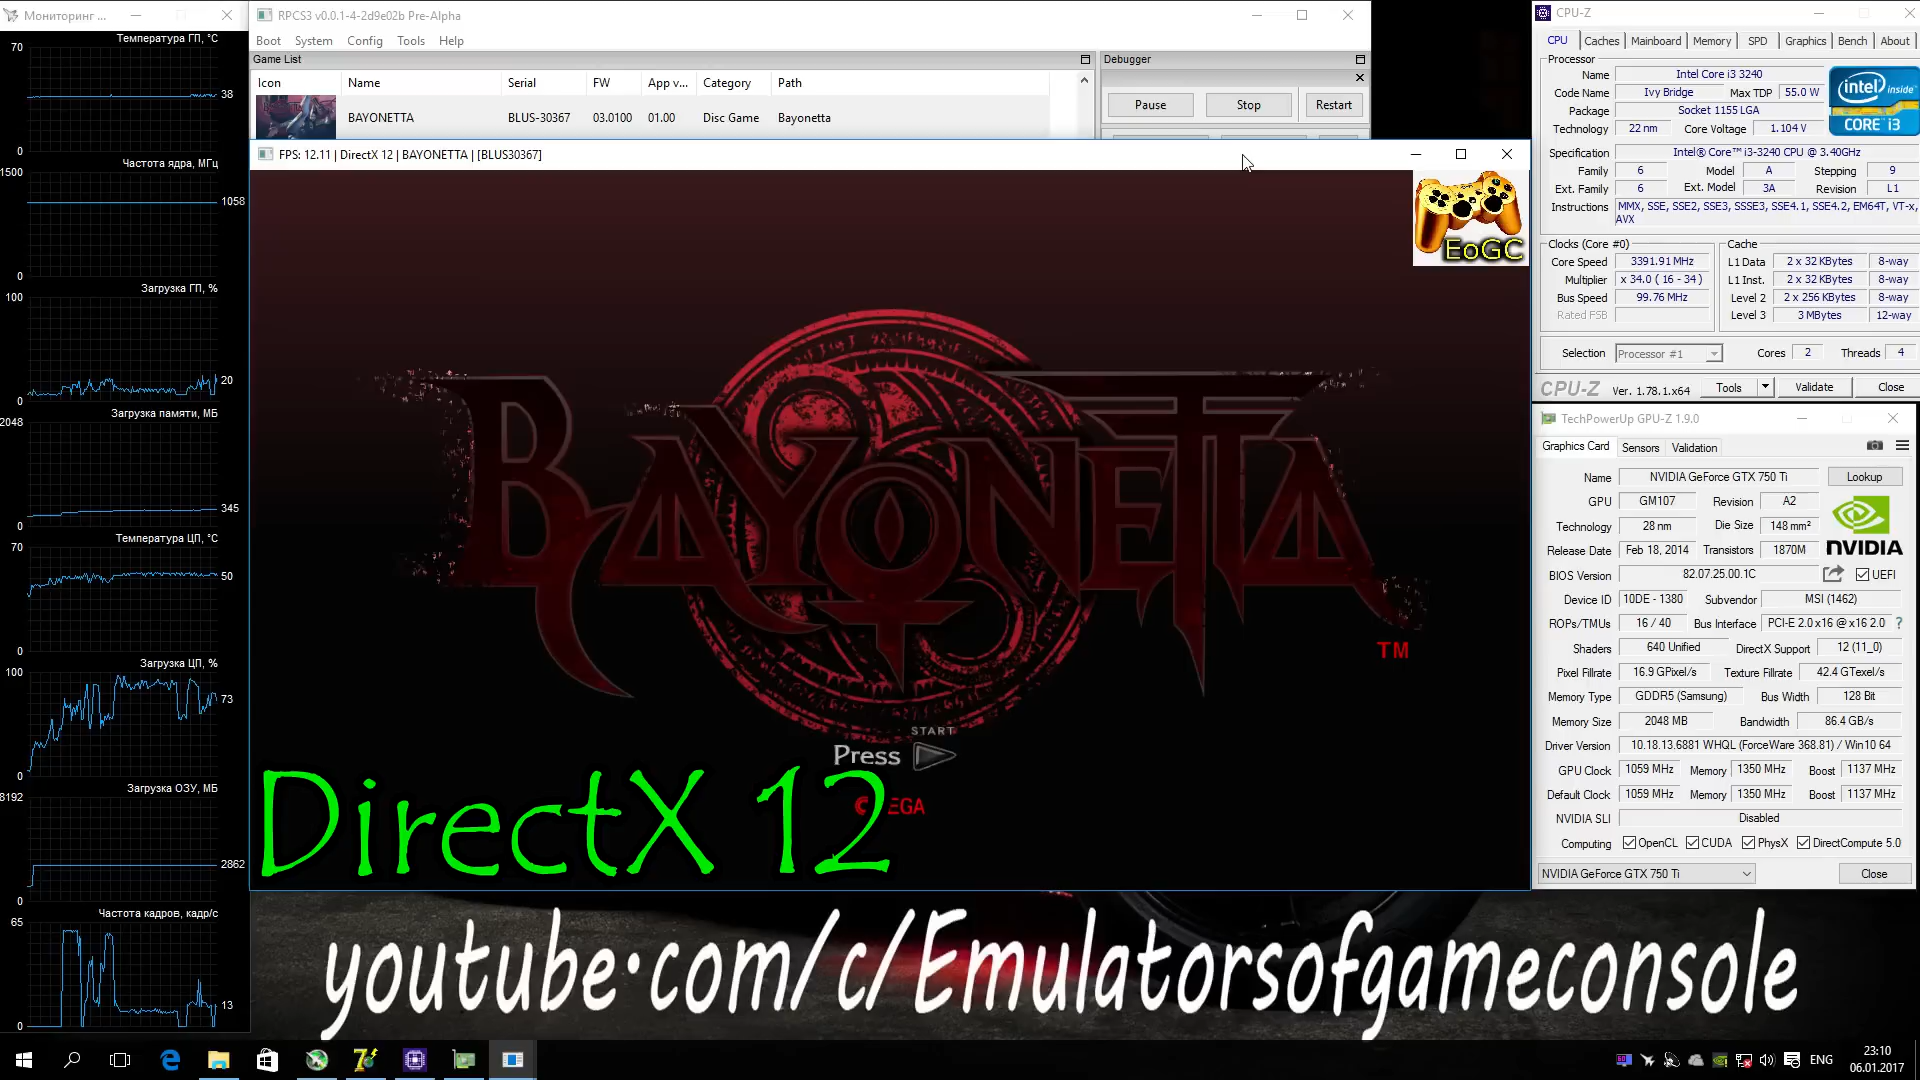 Мониторинг ...
Температура ГП, °C
70
38
0
Частота ядра, МГц
1500
1058
0
Загрузка ГП, %
100
20
0
Загрузка памяти, МБ
2048
345
0
Температура ЦП, °C
70
50
0
Загрузка ЦП, %
100
73
0
Загрузка ОЗУ, МБ
8192
2862
0
Частота кадров, кадр/с
65
13
0
RPCS3 v0.0.1-4-2d9e02b Pre-Alpha
Boot System Config Tools Help
Game List
Icon Name Serial FW App v... Category Path
BAYONETTA BLUS-30367 03.0100 01.00 Disc Game Bayonetta
Debugger
Pause Stop Restart
FPS: 12.11 | DirectX 12 | BAYONETTA | [BLUS30367]
EoGC
BAYONETTA
TM
START
Press
DirectX 12
EGA
youtube.com/c/Emulatorsofgameconsole
CPU-Z
CPU Caches Mainboard Memory SPD Graphics Bench About
Processor
Name Intel Core i3 3240
Code Name Ivy Bridge Max TDP 55.0 W
Package Socket 1155 LGA
Technology 22 nm Core Voltage 1.104 V
intel inside™
CORE i3
Specification Intel® Core™ i3-3240 CPU @ 3.40GHz
Family 6 Model A Stepping 9
Ext. Family 6 Ext. Model 3A Revision L1
Instructions MMX, SSE, SSE2, SSE3, SSSE3, SSE4.1, SSE4.2, EM64T, VT-x,
AVX
Clocks (Core #0)
Core Speed 3391.91 MHz
Multiplier x 34.0 ( 16 - 34 )
Bus Speed 99.76 MHz
Rated FSB
Cache
L1 Data 2 x 32 KBytes 8-way
L1 Inst. 2 x 32 KBytes 8-way
Level 2 2 x 256 KBytes 8-way
Level 3 3 MBytes 12-way
Selection Processor #1 Cores 2 Threads 4
CPU-Z Ver. 1.78.1.x64 Tools Validate Close
TechPowerUp GPU-Z 1.9.0
Graphics Card Sensors Validation
Name NVIDIA GeForce GTX 750 Ti Lookup
GPU GM107 Revision A2
Technology 28 nm Die Size 148 mm²
Release Date Feb 18, 2014 Transistors 1870M
NVIDIA
BIOS Version 82.07.25.00.1C UEFI
Device ID 10DE - 1380 Subvendor MSI (1462)
ROPs/TMUs 16 / 40 Bus Interface PCI-E 2.0 x16 @ x16 2.0 ?
Shaders 640 Unified DirectX Support 12 (11_0)
Pixel Fillrate 16.9 GPixel/s Texture Fillrate 42.4 GTexel/s
Memory Type GDDR5 (Samsung) Bus Width 128 Bit
Memory Size 2048 MB Bandwidth 86.4 GB/s
Driver Version 10.18.13.6881 WHQL (ForceWare 368.81) / Win10 64
GPU Clock 1059 MHz Memory 1350 MHz Boost 1137 MHz
Default Clock 1059 MHz Memory 1350 MHz Boost 1137 MHz
NVIDIA SLI Disabled
Computing OpenCL CUDA PhysX DirectCompute 5.0
NVIDIA GeForce GTX 750 Ti Close
ENG
23:10
06.01.2017